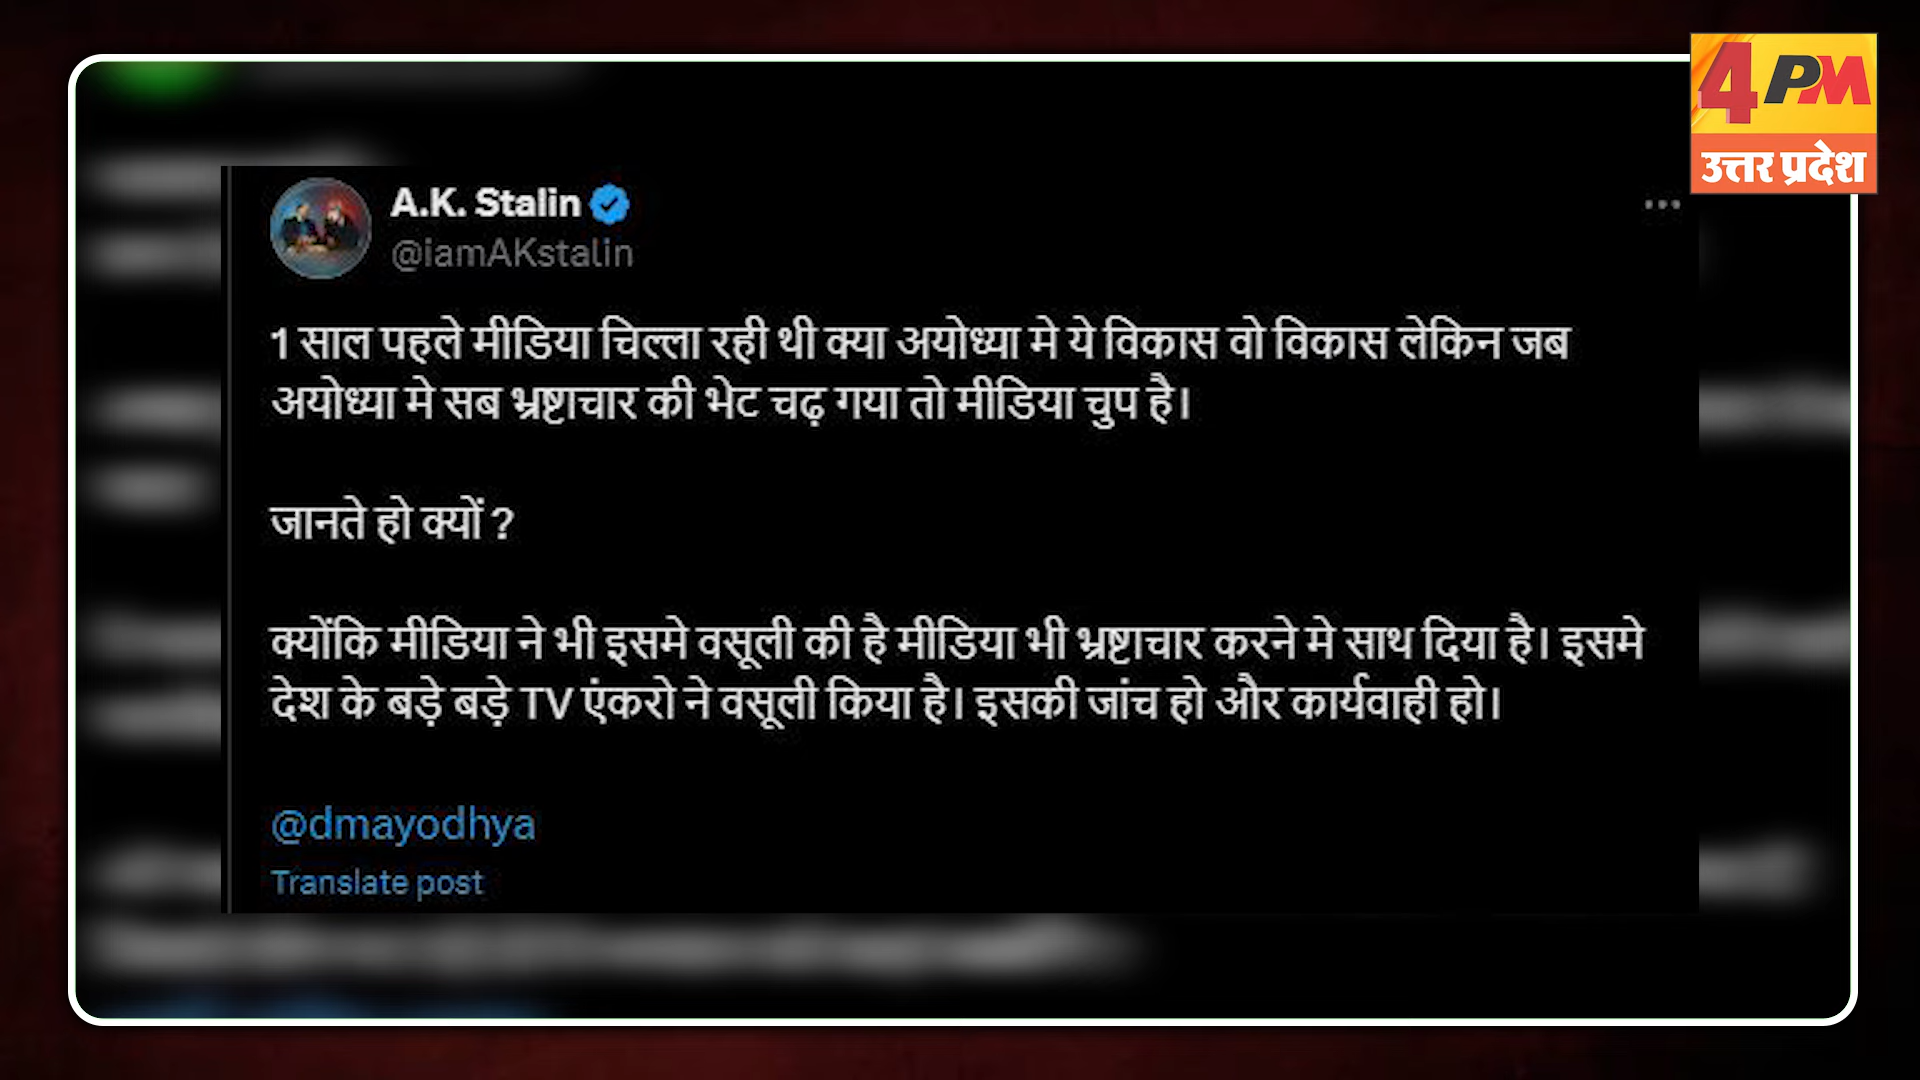 4PM
उत्तर प्रदेश
A.K. Stalin
@iamAKstalin
1 साल पहले मीडिया चिल्ला रही थी क्या अयोध्या मे ये विकास वो विकास लेकिन जब
अयोध्या मे सब भ्रष्टाचार की भेट चढ़ गया तो मीडिया चुप है।
जानते हो क्यों ?
क्योंकि मीडिया ने भी इसमे वसूली की है मीडिया भी भ्रष्टाचार करने मे साथ दिया है। इसमे
देश के बड़े बड़े TV एंकरो ने वसूली किया है। इसकी जांच हो और कार्यवाही हो।
@dmayodhya
Translate post